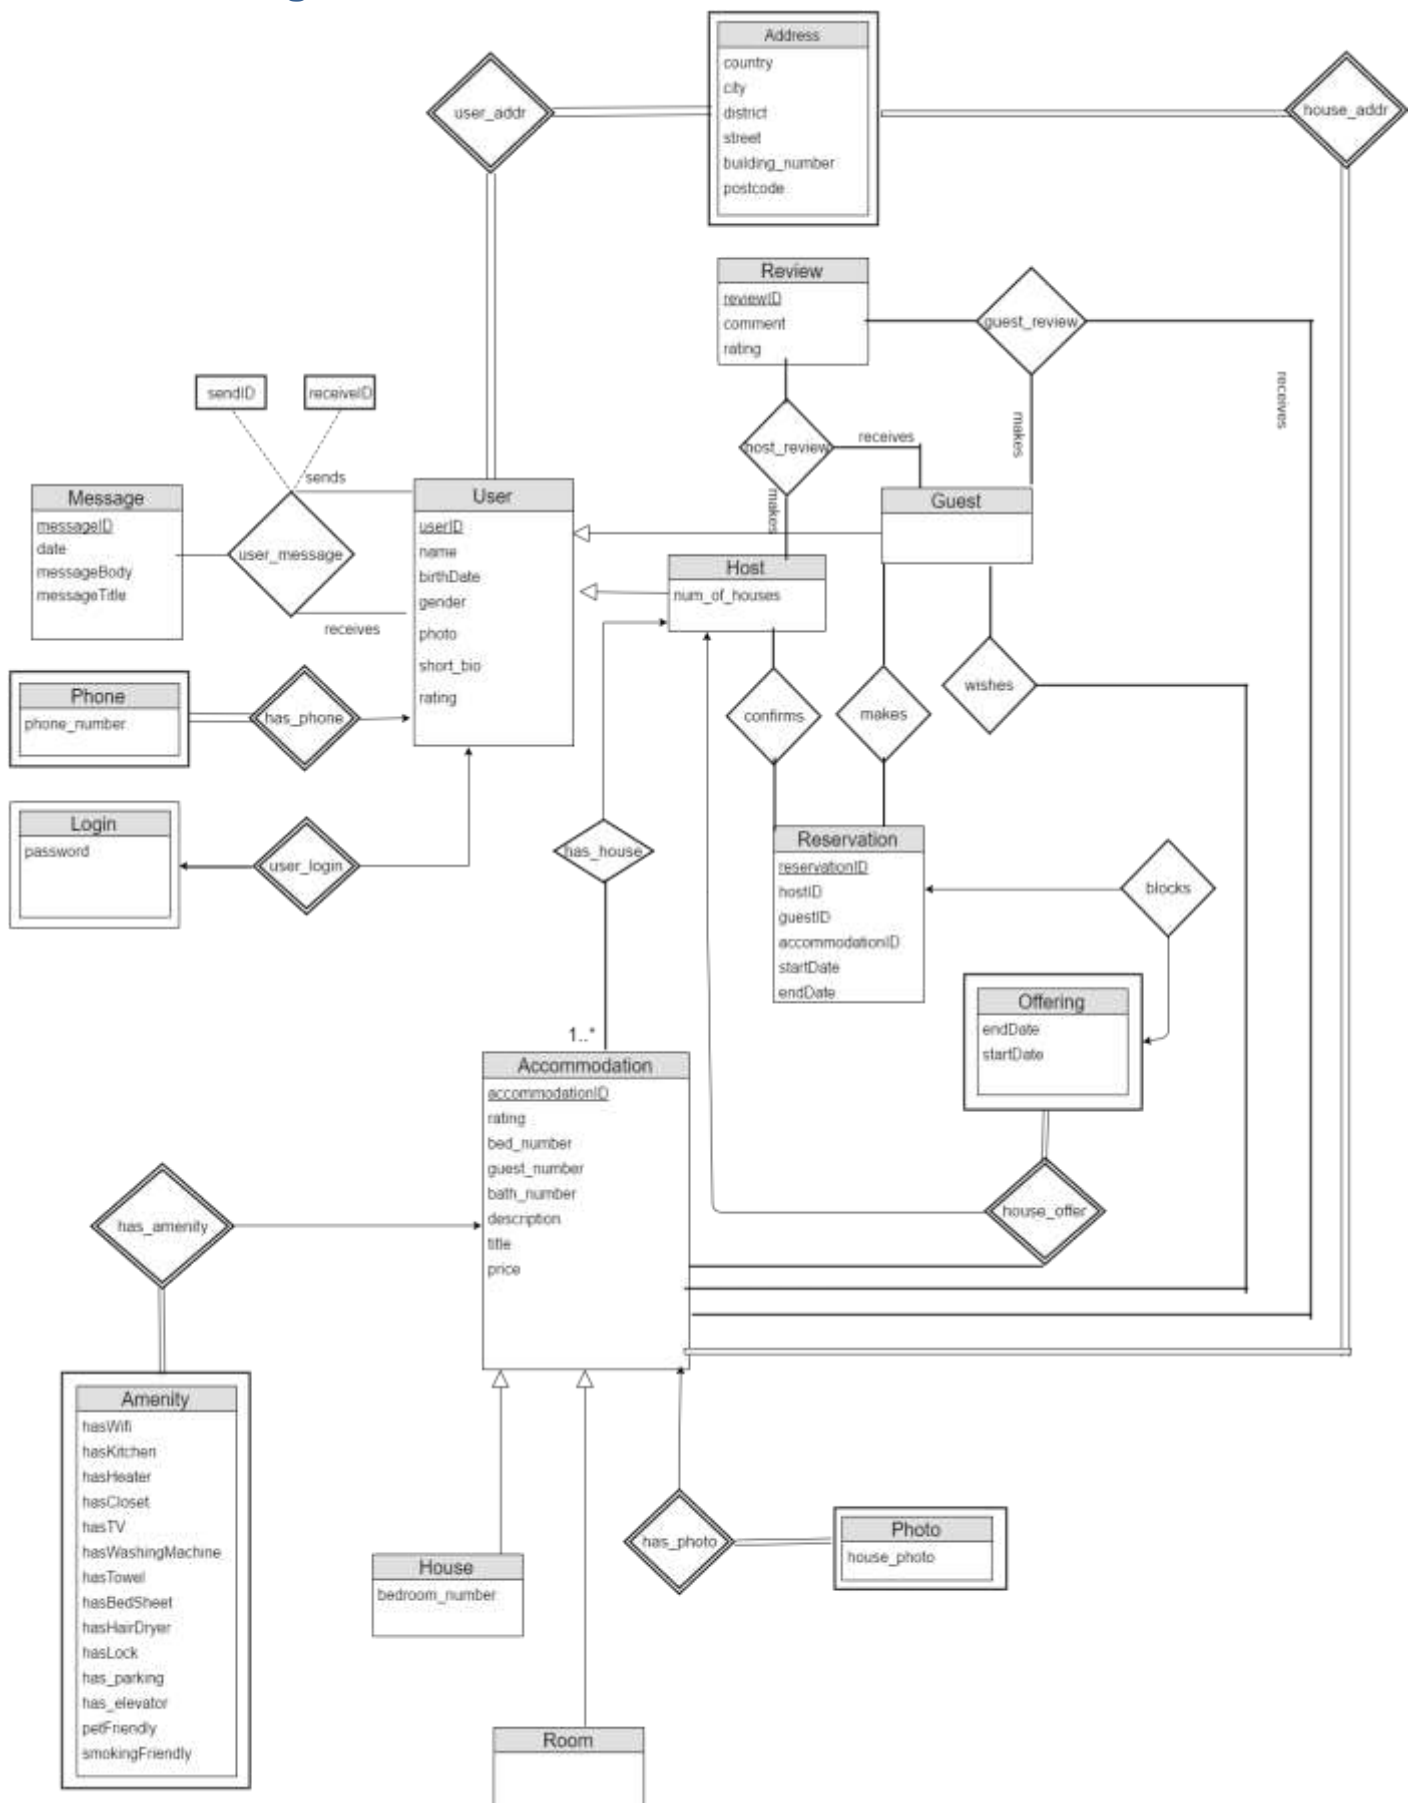 Address
country
city
district
street
building_number
postcode
user_addr
house_addr
Review
reviewID
comment
rating
guest_review
receives
makes
host_review
receives
makes
sendID
receiveID
sends
Message
messageID
date
messageBody
messageTitle
user_message
receives
User
userID
name
birthDate
gender
photo
short_bio
rating
Guest
Host
num_of_houses
Phone
phone_number
has_phone
Login
password
user_login
has_house
confirms
makes
wishes
Reservation
reservationID
hostID
guestID
accommodationID
startDate
endDate
blocks
Offering
endDate
startDate
house_offer
1..*
Accommodation
accommodationID
rating
bed_number
guest_number
bath_number
description
title
price
has_amenity
Amenity
hasWifi
hasKitchen
hasHeater
hasCloset
hasTV
hasWashingMachine
hasTowel
hasBedSheet
hasHairDryer
hasLock
has_parking
has_elevator
petFriendly
smokingFriendly
House
bedroom_number
has_photo
Photo
house_photo
Room